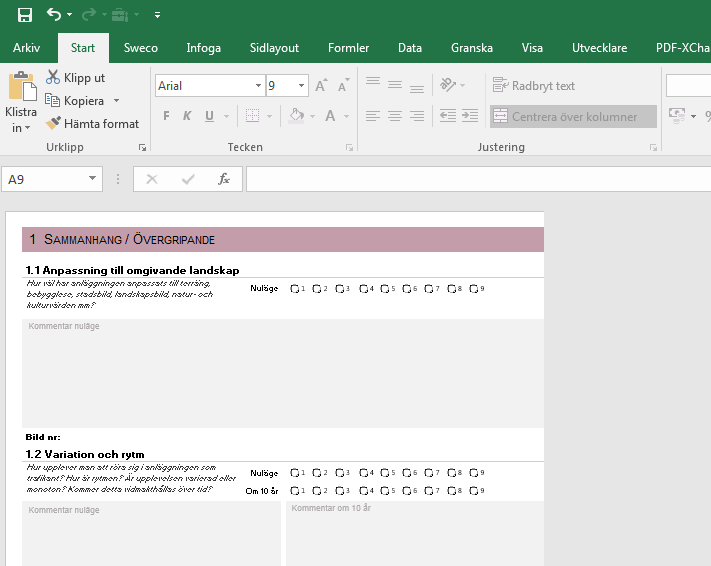 Arkiv Start Sweco Infoga Sidlayout Formler Data Granska Visa Utvecklare PDF-XCha
Klistra in
Klipp ut
Kopiera
Hämta format
Urklipp
Arial 9 A A
F K U A
Tecken
Radbryt text
Centrera över kolumner
Justering
%
A9 fx
1 SAMMANHANG / ÖVERGRIPANDE
1.1 Anpassning till omgivande landskap
Hur väl har anläggningen anpassats till terräng,
bebyggelse, stadsbild, landskapsbild, natur- och
kulturvärden mm?
Nuläge 1 2 3 4 5 6 7 8 9
Kommentar nuläge
Bild nr:
1.2 Variation och rytm
Hur upplever man att röra sig i anläggningen som
trafikant? Hur är rytmen? Är upplevelsen varierad eller
monoton? Kommer detta vidmakthållas över tid?
Nuläge 1 2 3 4 5 6 7 8 9
Om 10 år 1 2 3 4 5 6 7 8 9
Kommentar nuläge
Kommentar om 10 år